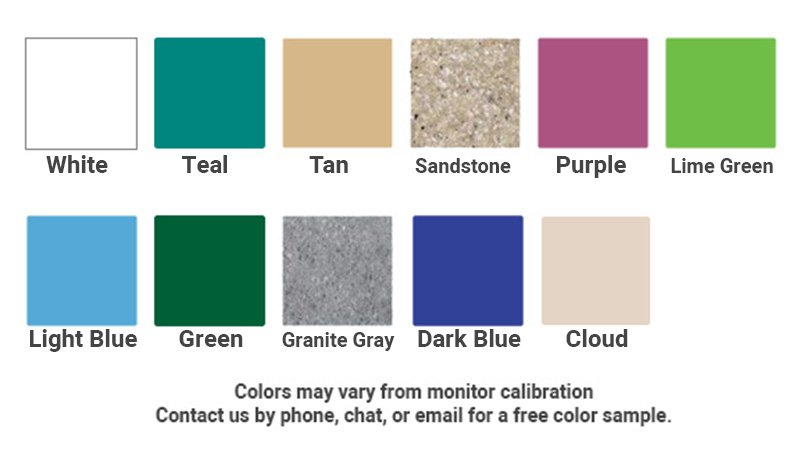 White Teal Tan Sandstone Purple Lime Green
Light Blue Green Granite Gray Dark Blue Cloud
Colors may vary from monitor calibration
Contact us by phone, chat, or email for a free color sample.